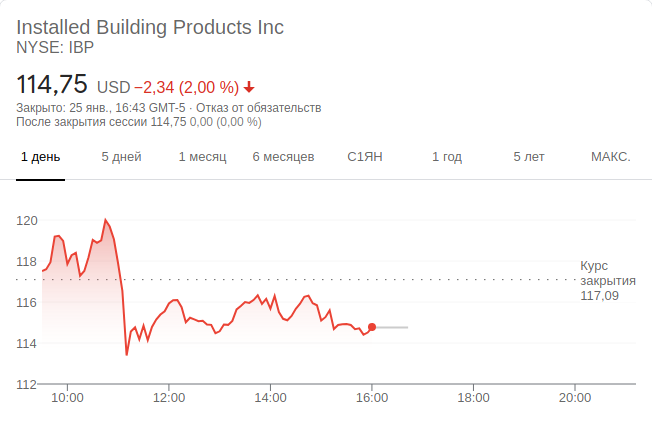 Installed Building Products Inc
NYSE: IBP
114,75 USD −2,34 (2,00 %)
Закрыто: 25 янв., 16:43 GMT-5 · Отказ от обязательств
После закрытия сессии 114,75 0,00 (0,00 %)
1 день 5 дней 1 месяц 6 месяцев С1ЯН 1 год 5 лет МАКС.
120
118
116
114
112
Курс
закрытия
117,09
10:00 12:00 14:00 16:00 18:00 20:00